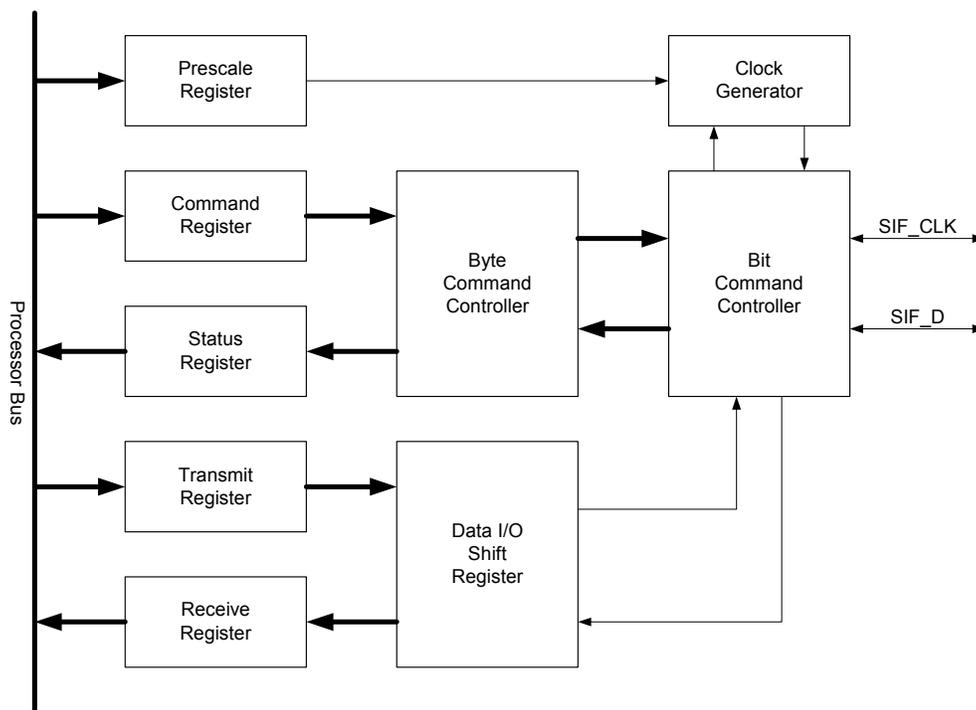 Processor Bus
Prescale
Register
Clock
Generator
Command
Register
Byte
Command
Controller
Bit
Command
Controller
SIF_CLK
SIF_D
Status
Register
Transmit
Register
Data I/O
Shift
Register
Receive
Register